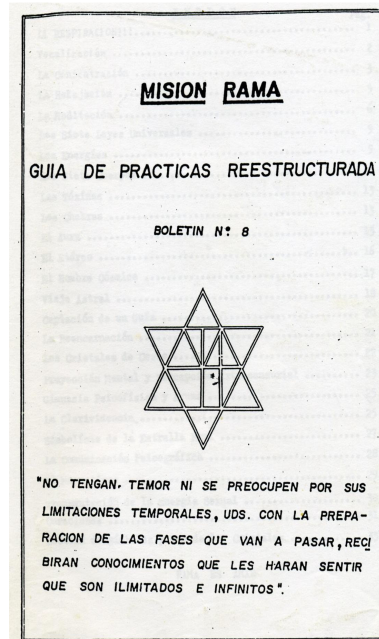 MISION RAMA
GUIA DE PRACTICAS REESTRUCTURADA
BOLETIN Nº 8
"NO TENGAN. TEMOR NI SE PREOCUPEN POR SUS
LIMITACIONES TEMPORALES, UDS. CON LA PREPA-
RACION DE LAS FASES QUE VAN A PASAR, RECI
BIRAN CONOCIMIENTOS QUE LES HARAN SENTIR
QUE SON ILIMITADOS E INFINITOS".